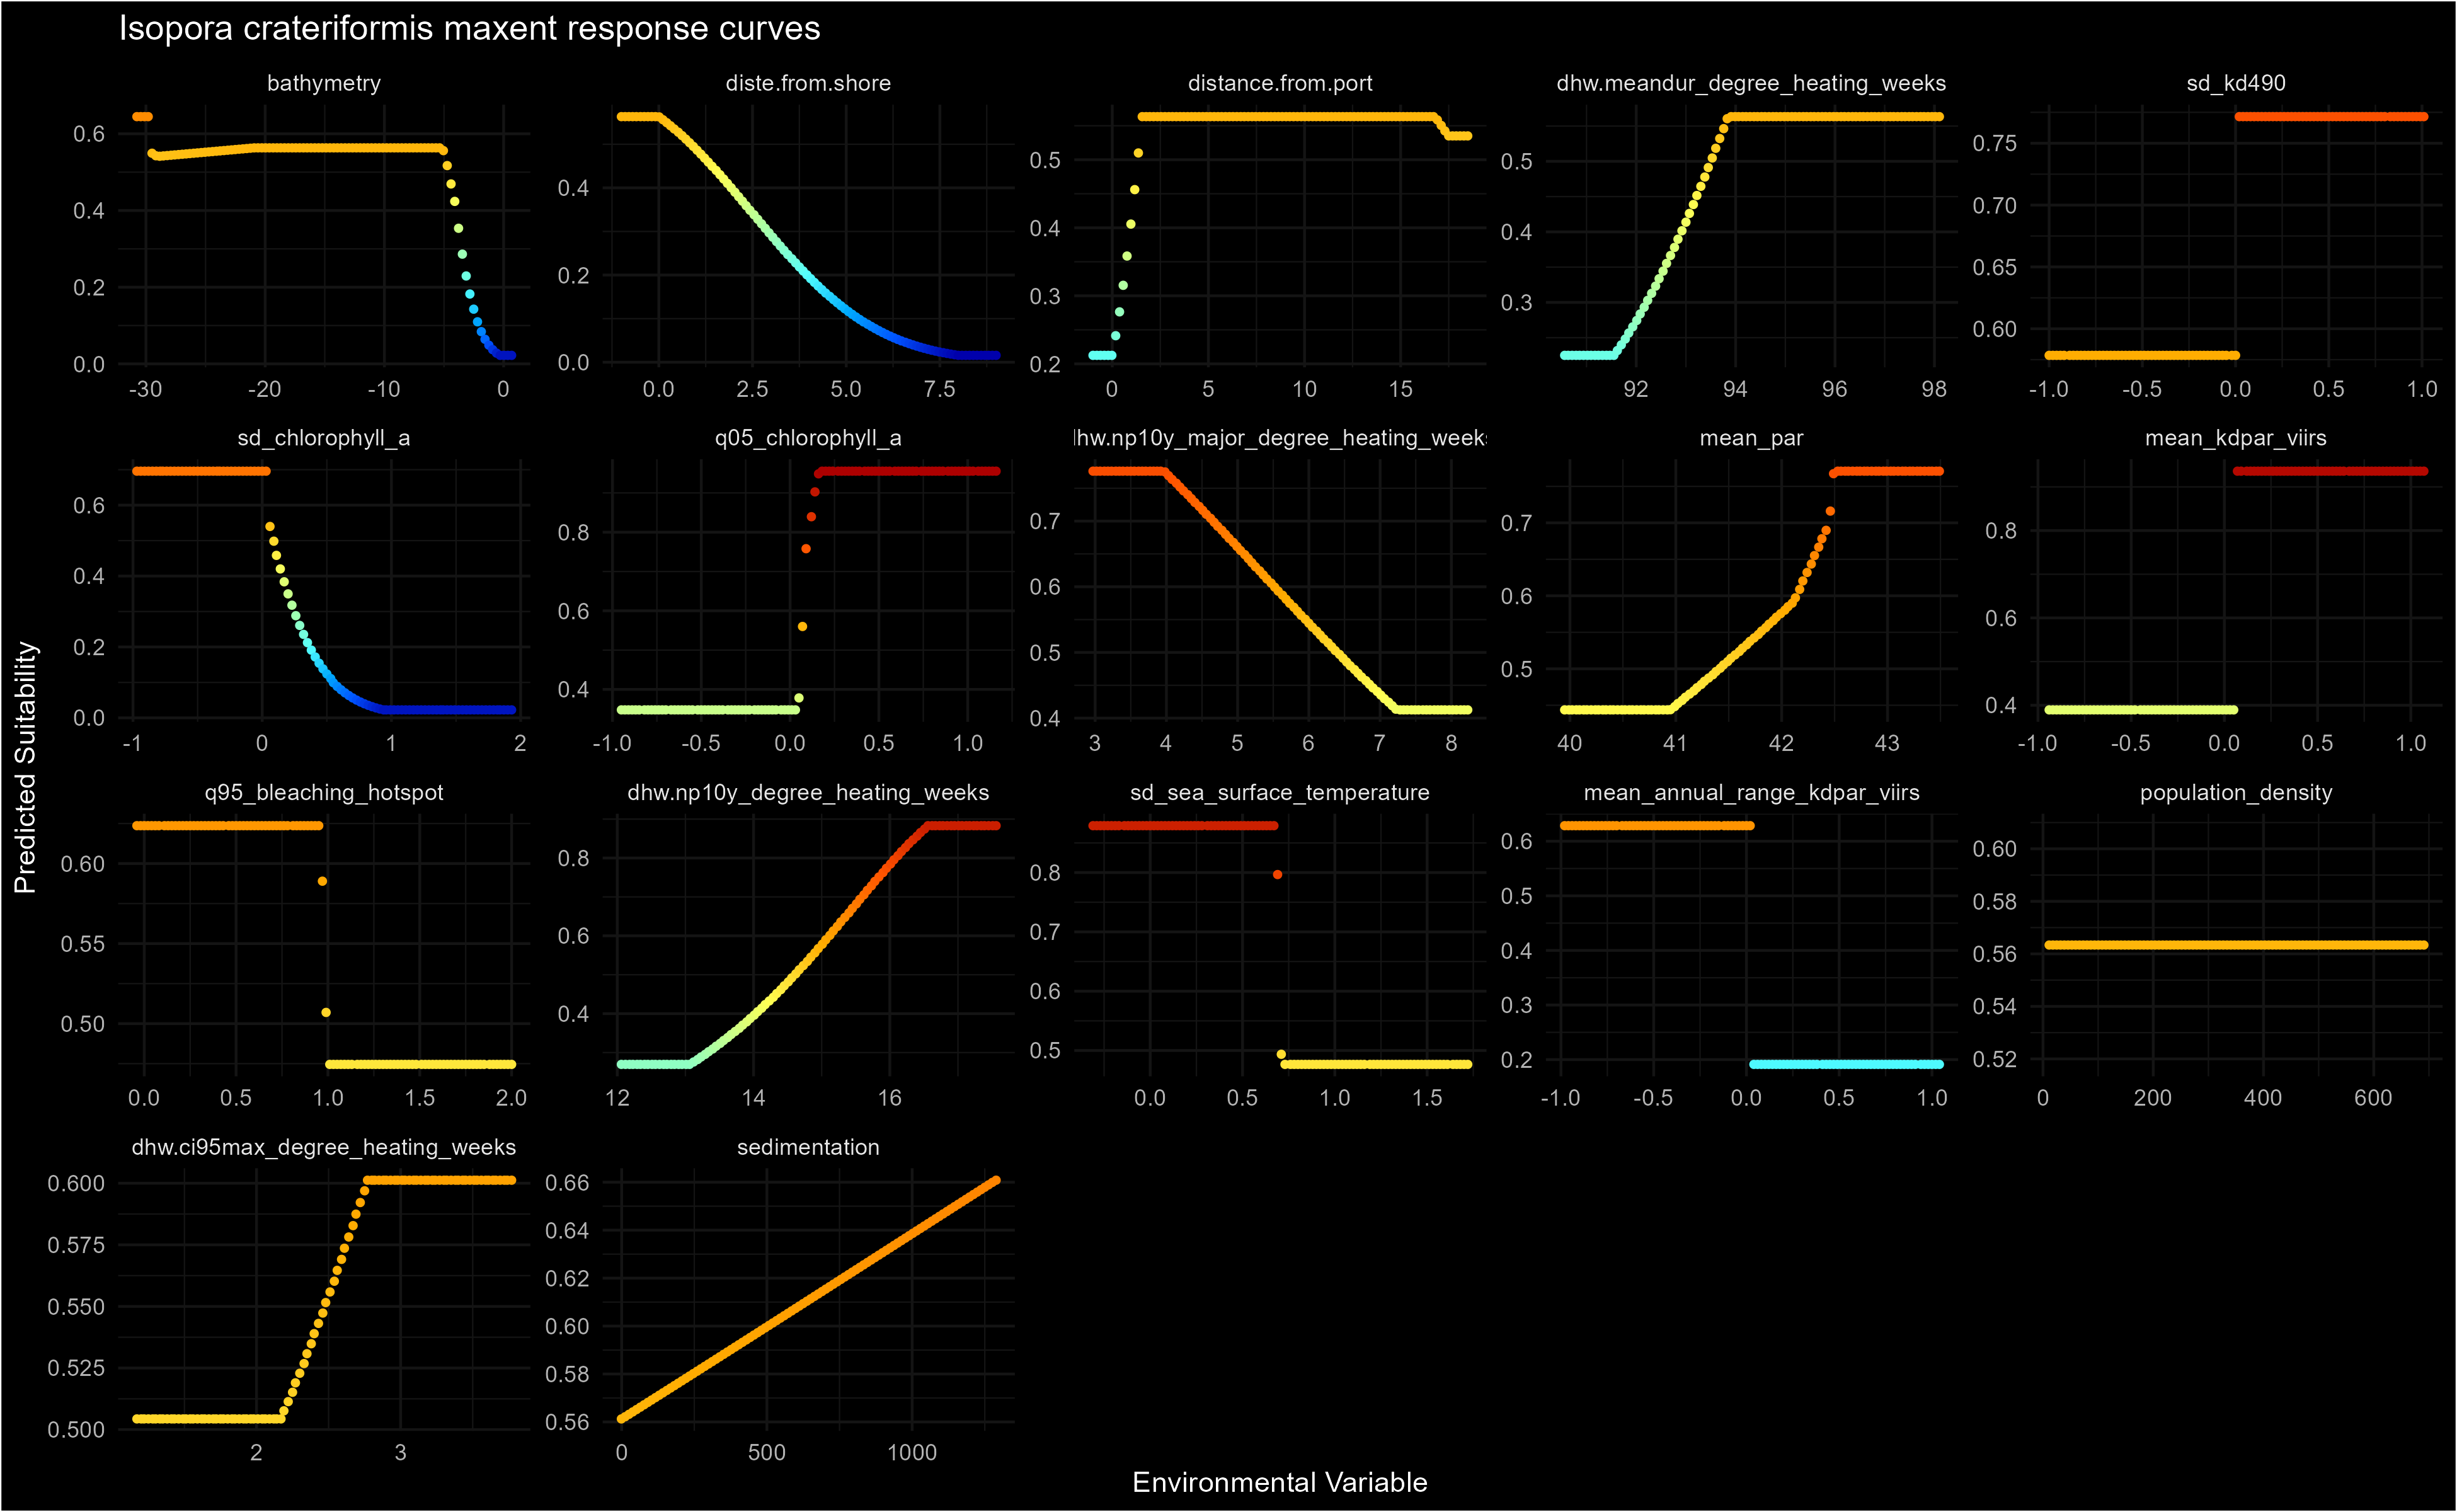 Isopora crateriformis maxent response curves
bathymetry diste.from.shore distance.from.port dhw.meandur_degree_heating_weeks sd_kd490
0.6 0.4 0.2 0.0
0.4 0.2 0.0
0.5 0.4 0.3 0.2
0.5 0.4 0.3
0.75 0.70 0.65 0.60
-30 -20 -10 0
0.0 2.5 5.0 7.5
0 5 10 15
92 94 96 98
-1.0 -0.5 0.0 0.5 1.0
sd_chlorophyll_a q05_chlorophyll_a lhw.np10y_major_degree_heating_weeks mean_par mean_kdpar_viirs
0.6 0.4 0.2 0.0
0.8 0.6 0.4
0.7 0.6 0.5 0.4
0.7 0.6 0.5
0.8 0.6 0.4
-1 0 1 2
-1.0 -0.5 0.0 0.5 1.0
3 4 5 6 7 8
40 41 42 43
-1.0 -0.5 0.0 0.5 1.0
Predicted Suitability
q95_bleaching_hotspot dhw.np10y_degree_heating_weeks sd_sea_surface_temperature mean_annual_range_kdpar_viirs population_density
0.60 0.55 0.50
0.8 0.6 0.4
0.8 0.7 0.6 0.5
0.6 0.5 0.4 0.3 0.2
0.60 0.58 0.56 0.54 0.52
0.0 0.5 1.0 1.5 2.0
12 14 16
0.0 0.5 1.0 1.5
-1.0 -0.5 0.0 0.5 1.0
0 200 400 600
dhw.ci95max_degree_heating_weeks sedimentation
0.600 0.575 0.550 0.525 0.500
0.66 0.64 0.62 0.60 0.58 0.56
2 3
0 500 1000
Environmental Variable